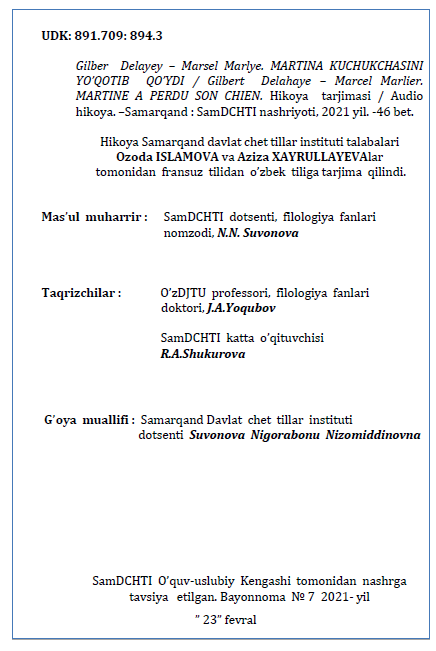 UDK: 891.709: 894.3
Gilber Delayey – Marsel Marlye. MARTINA KUCHUKCHASINI
YO'QOTIB QO'YDI / Gilbert Delahaye – Marcel Marlier.
MARTINE A PERDU SON CHIEN. Hikoya tarjimasi / Audio
hikoya. –Samarqand : SamDCHTI nashriyoti, 2021 yil. -46 bet.
Hikoya Samarqand davlat chet tillar instituti talabalari
Ozoda ISLAMOVA va Aziza XAYRULLAYEVAlar
tomonidan fransuz tilidan o'zbek tiliga tarjima qilindi.
Mas'ul muharrir : SamDCHTI dotsenti, filologiya fanlari
nomzodi, N.N. Suvonova
Taqrizchilar : O'zDJTU professori, filologiya fanlari
doktori, J.A.Yoqubov
SamDCHTI katta o'qituvchisi
R.A.Shukurova
G'oya muallifi : Samarqand Davlat chet tillar instituti
dotsenti Suvonova Nigorabonu Nizomiddinovna
SamDCHTI O'quv-uslubiy Kengashi tomonidan nashrga
tavsiya etilgan. Bayonnoma № 7 2021- yil
" 23" fevral